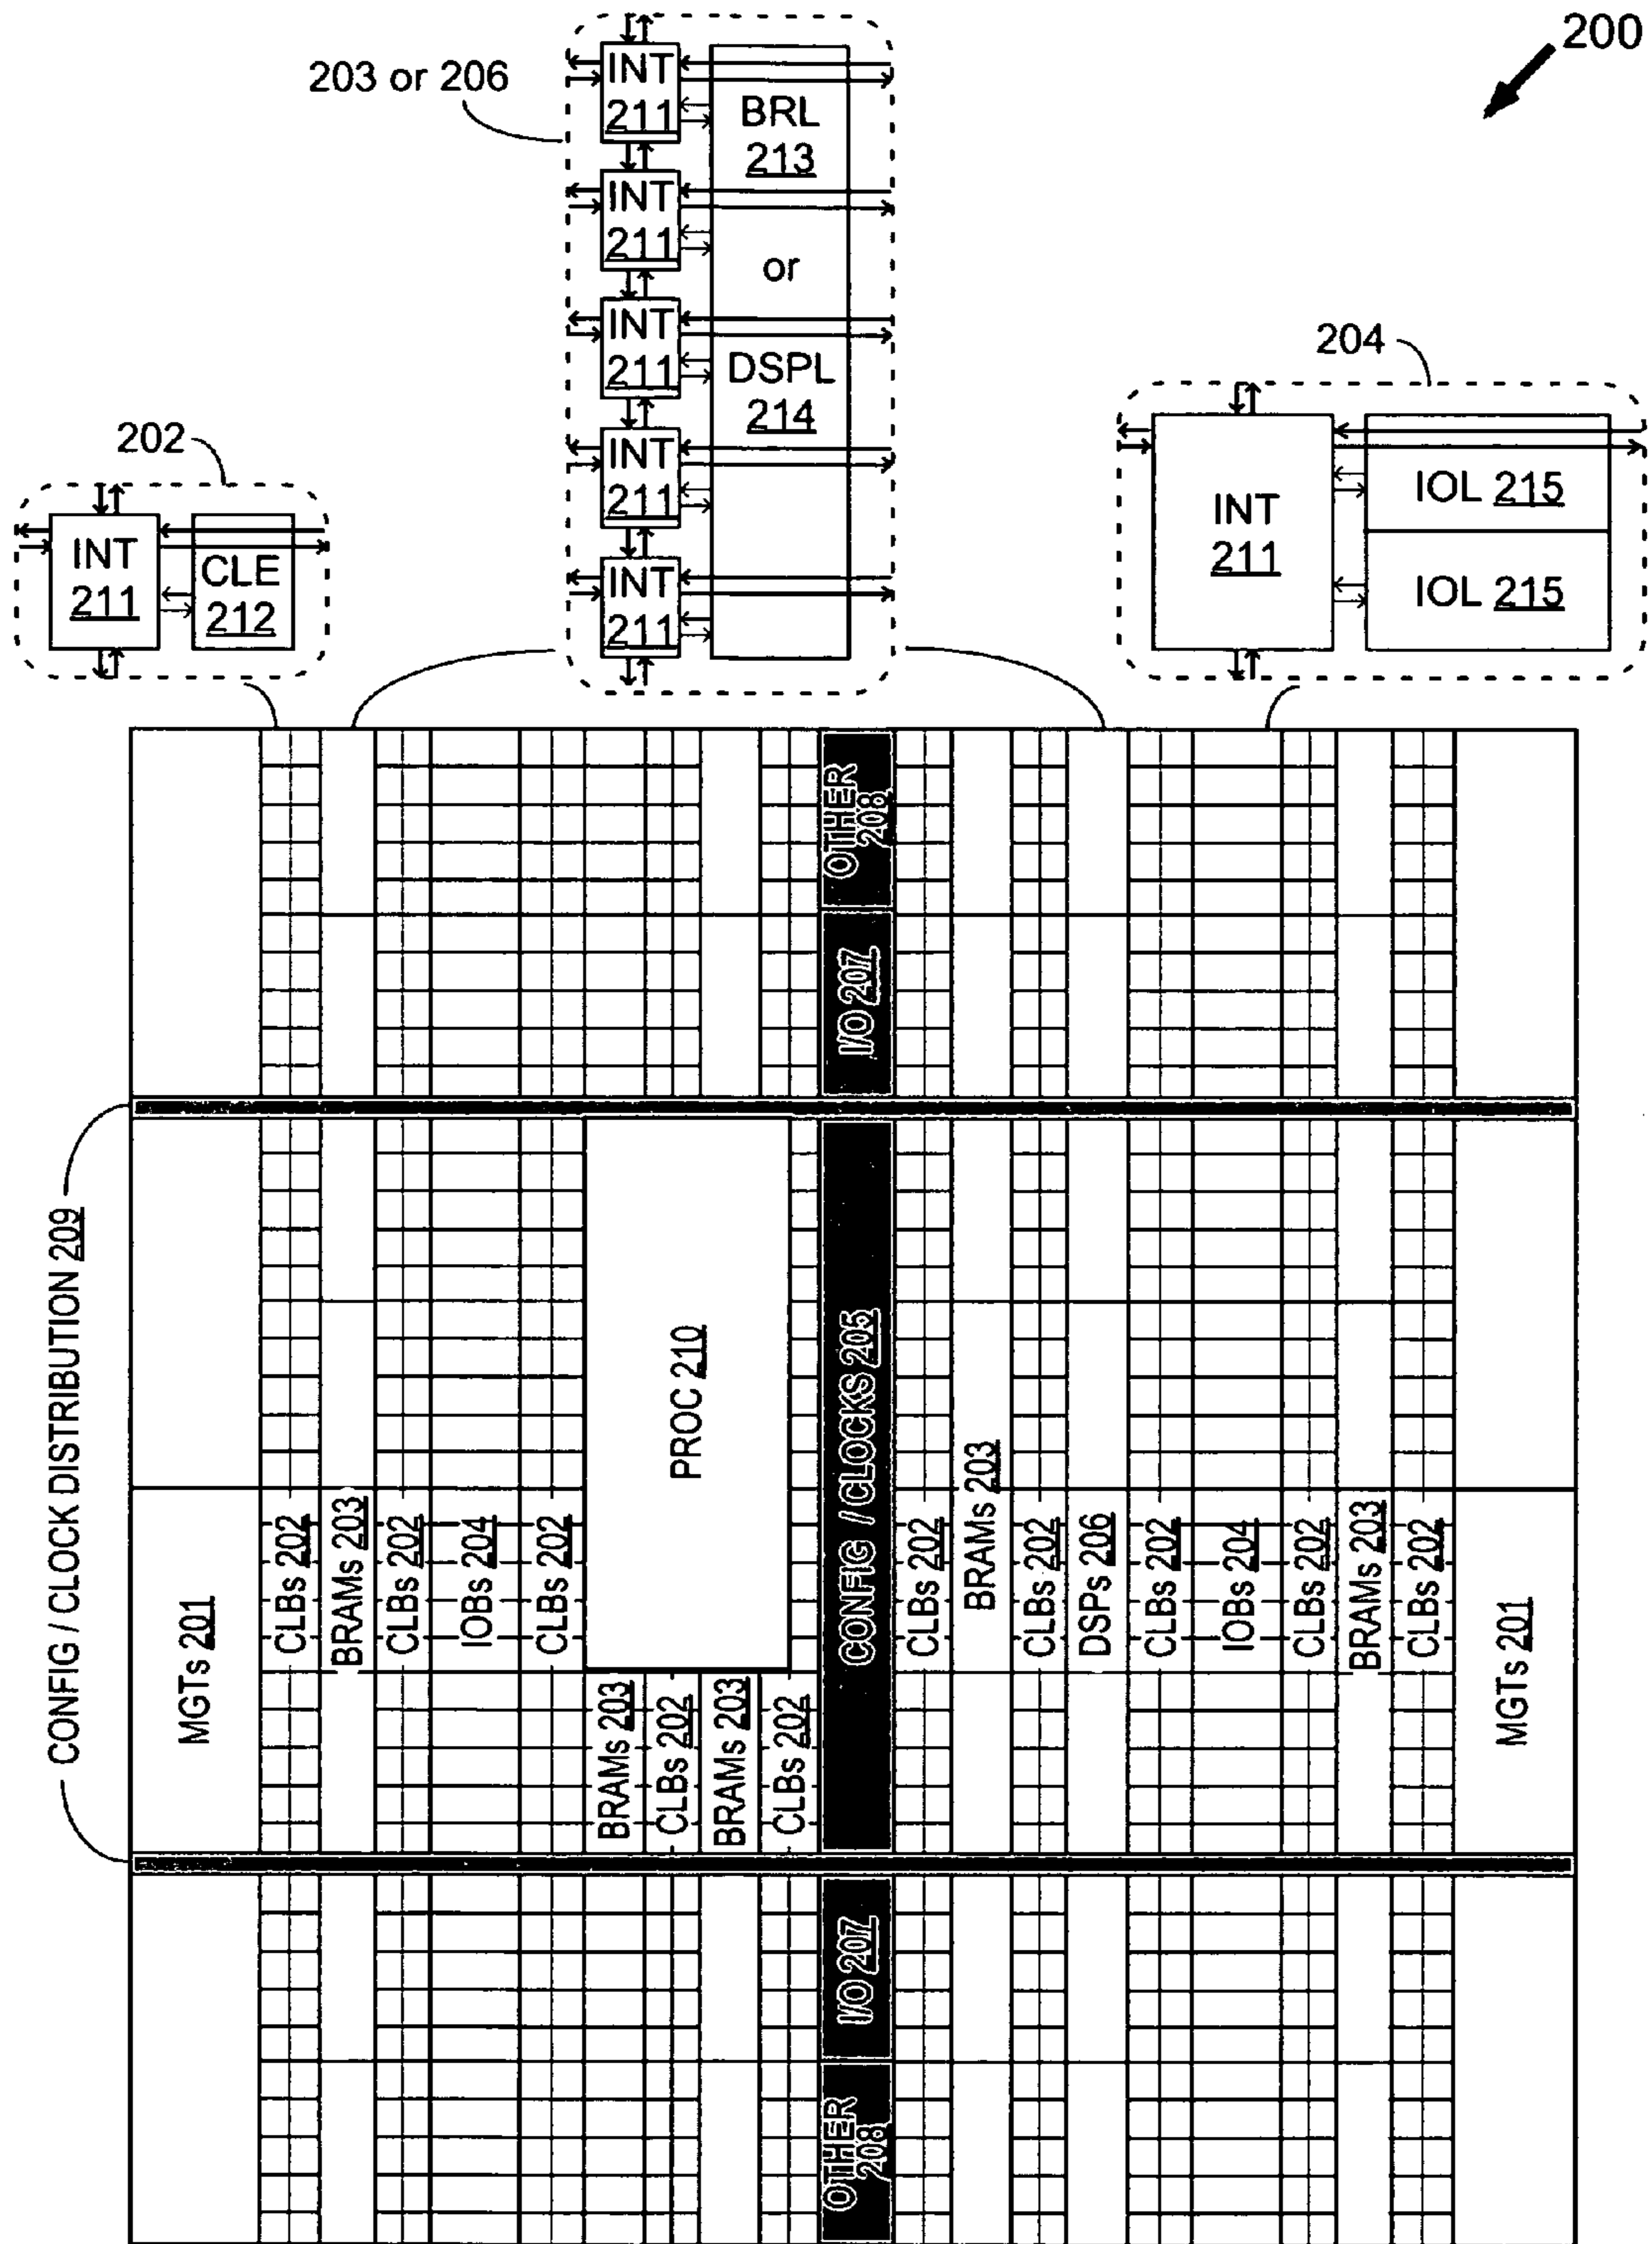 200
203 or 206
INT
211
BRL
213
INT
211
or
INT
211
DSPL
214
INT
211
INT
211
204
INT
211
IOL 215
IOL 215
202
INT
211
CLE
212
OTHER
208
I/O 207
CONFIG / CLOCK DISTRIBUTION 209
PROC 210
CONFIG / CLOCKS 205
MGTs 201
CLBs 202
BRAMs 203
CLBs 202
IOBs 204
CLBs 202
BRAMs 203
CLBs 202
BRAMs 203
CLBs 202
CLBs 202
BRAMs 203
CLBs 202
DSPs 206
CLBs 202
IOBs 204
CLBs 202
BRAMs 203
CLBs 202
MGTs 201
I/O 207
OTHER
208